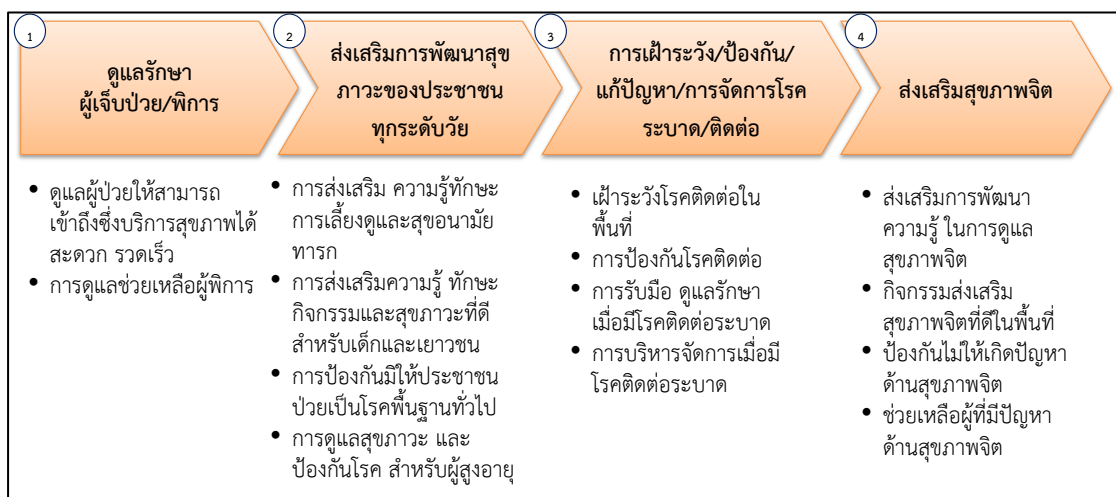 1
ดูแลรักษา
ผู้เจ็บป่วย/พิการ
2
ส่งเสริมการพัฒนาสุข
ภาวะของประชาชน
ทุกระดับวัย
3
การเฝ้าระวัง/ป้องกัน/
แก้ปัญหา/การจัดการโรค
ระบาด/ติดต่อ
4
ส่งเสริมสุขภาพจิต
• ดูแลผู้ป่วยให้สามารถ
เข้าถึงซึ่งบริการสุขภาพได้
สะดวก รวดเร็ว
• การดูแลช่วยเหลือผู้พิการ
• การส่งเสริม ความรู้ทักษะ
การเลี้ยงดูและสุขอนามัย
ทารก
• การส่งเสริมความรู้ ทักษะ
กิจกรรมและสุขภาวะที่ดี
สำหรับเด็กและเยาวชน
• การป้องกันมิให้ประชาชน
ป่วยเป็นโรคพื้นฐานทั่วไป
• การดูแลสุขภาวะ และ
ป้องกันโรค สำหรับผู้สูงอายุ
• เฝ้าระวังโรคติดต่อใน
พื้นที่
• การป้องกันโรคติดต่อ
• การรับมือ ดูแลรักษา
เมื่อมีโรคติดต่อระบาด
• การบริหารจัดการเมื่อมี
โรคติดต่อระบาด
• ส่งเสริมการพัฒนา
ความรู้ ในการดูแล
สุขภาพจิต
• กิจกรรมส่งเสริม
สุขภาพจิตที่ดีในพื้นที่
• ป้องกันไม่ให้เกิดปัญหา
ด้านสุขภาพจิต
• ช่วยเหลือผู้ที่มีปัญหา
ด้านสุขภาพจิต